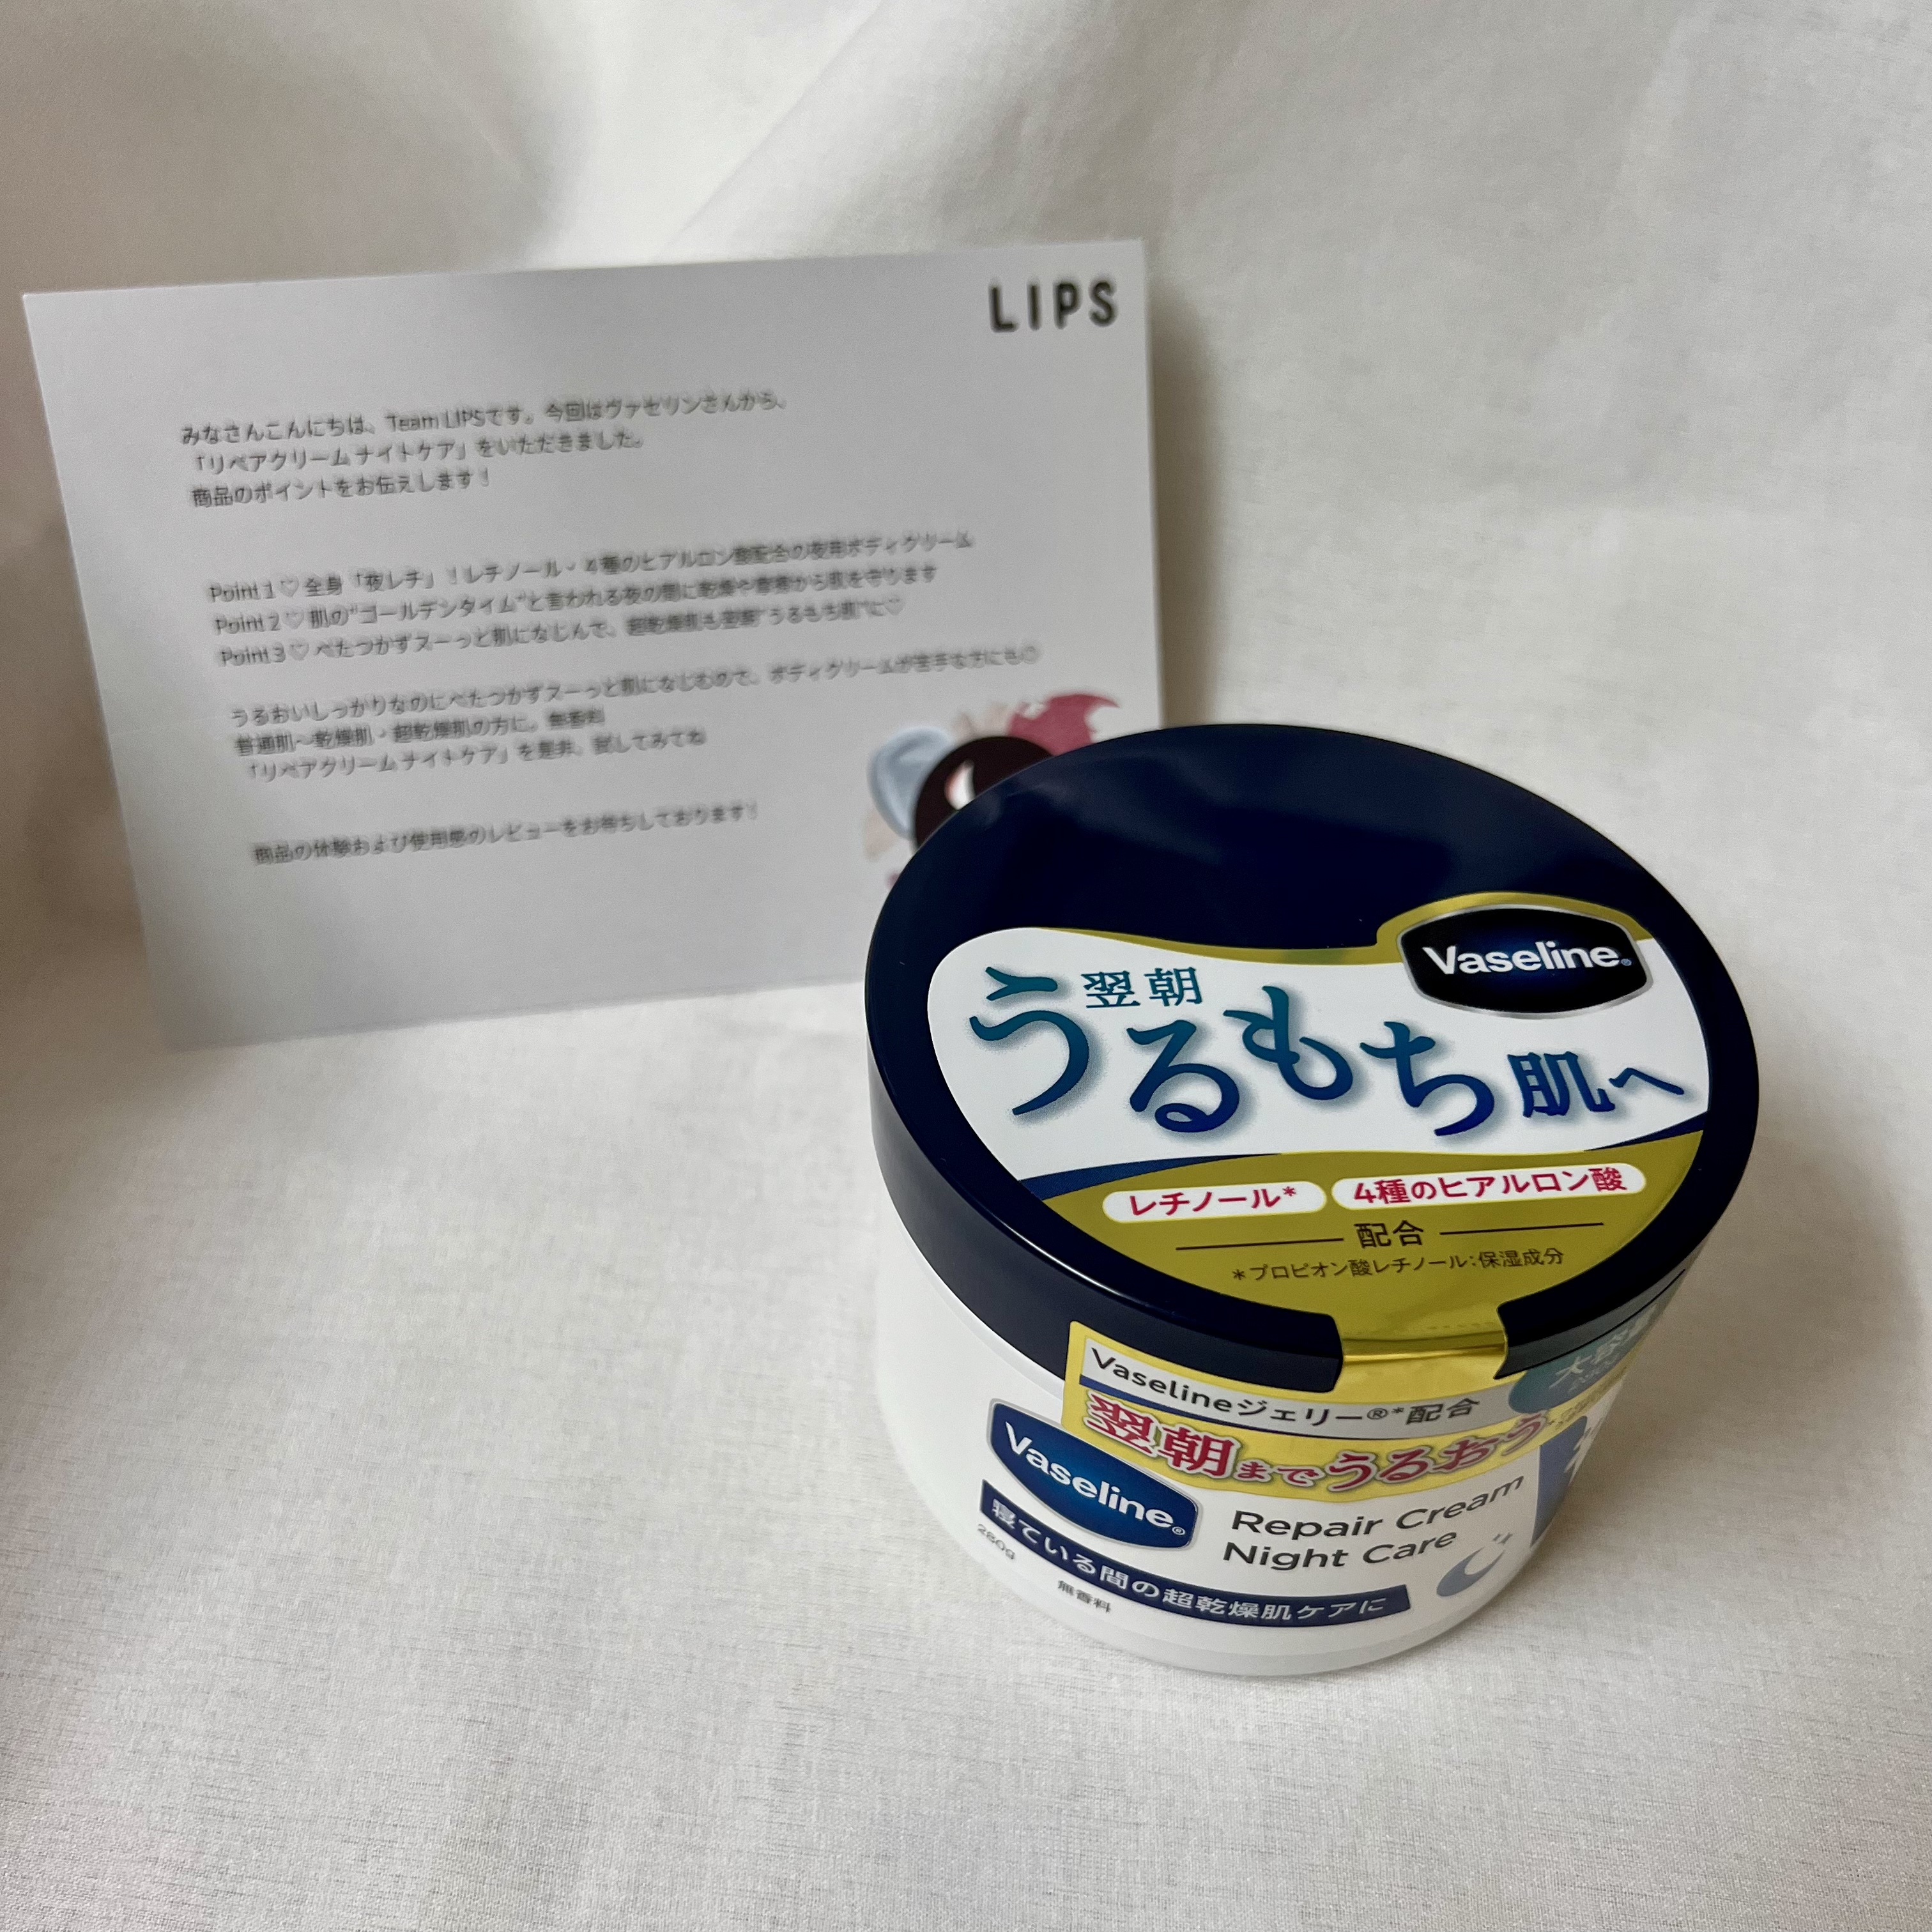 LIPS
みなさんこんにちは、Team LIPSです。今回はヴァセリンさんから、
「リペアクリーム ナイトケア」をいただきました。
商品のポイントをお伝えします!
Point 1♡全身「夜レチ」!レチノール・4種のヒアルロン酸配合の夜用ボディクリーム
Point 2♡肌の"ゴールデンタイム"と言われる夜の間に乾燥や摩擦から肌を守ります
Point 3♡べたつかずスーっと肌になじんで、超乾燥肌も翌朝"うるもち肌"に♡
うるおいしっかりなのにべたつかずスーっと肌になじむので、ボディクリームが苦手な方にも◎
普通肌〜乾燥肌・超乾燥肌の方に。無香料
「リペアクリーム ナイトケア」を是非、試してみてね
商品の体験および使用感のレビューをお待ちしております!
Vaseline®
翌朝
うるもち肌へ
レチノール* 4種のヒアルロン酸
配合
*プロピオン酸レチノール:保湿成分
Vaselineジェリー®*配合
翌朝までうるおう
Vaseline®
Repair Cream
Night Care
寝ている間の超乾燥肌ケアに
280g
無香料